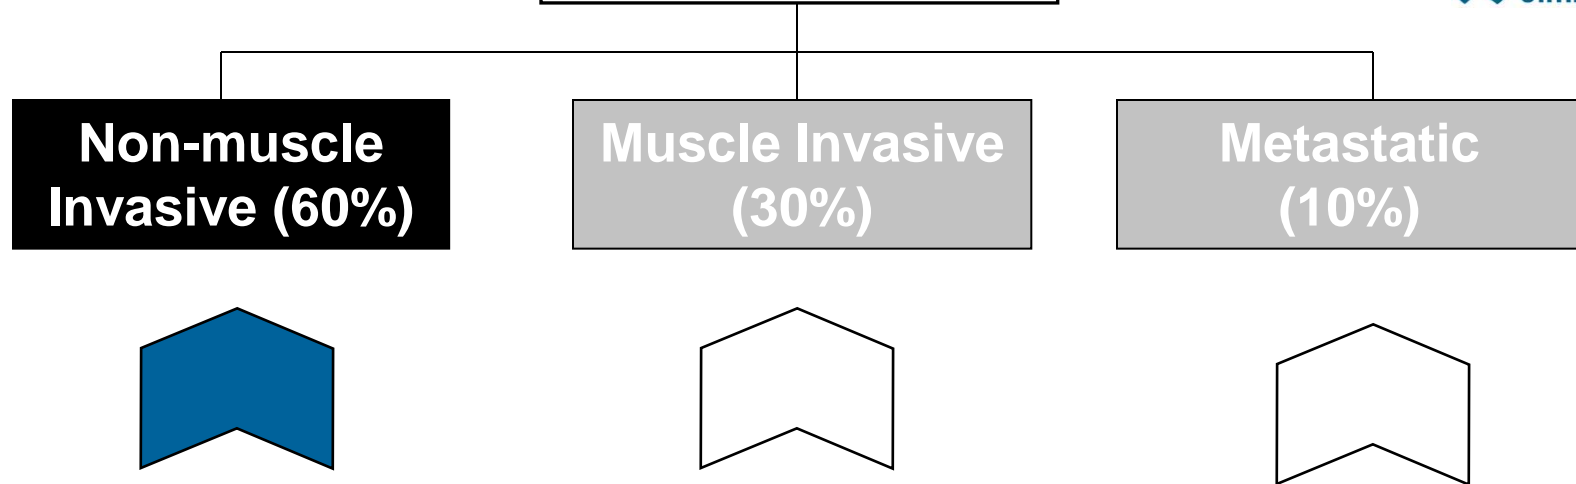 Non-muscle
Invasive (60%)
Muscle Invasive
(30%)
Metastatic
(10%)